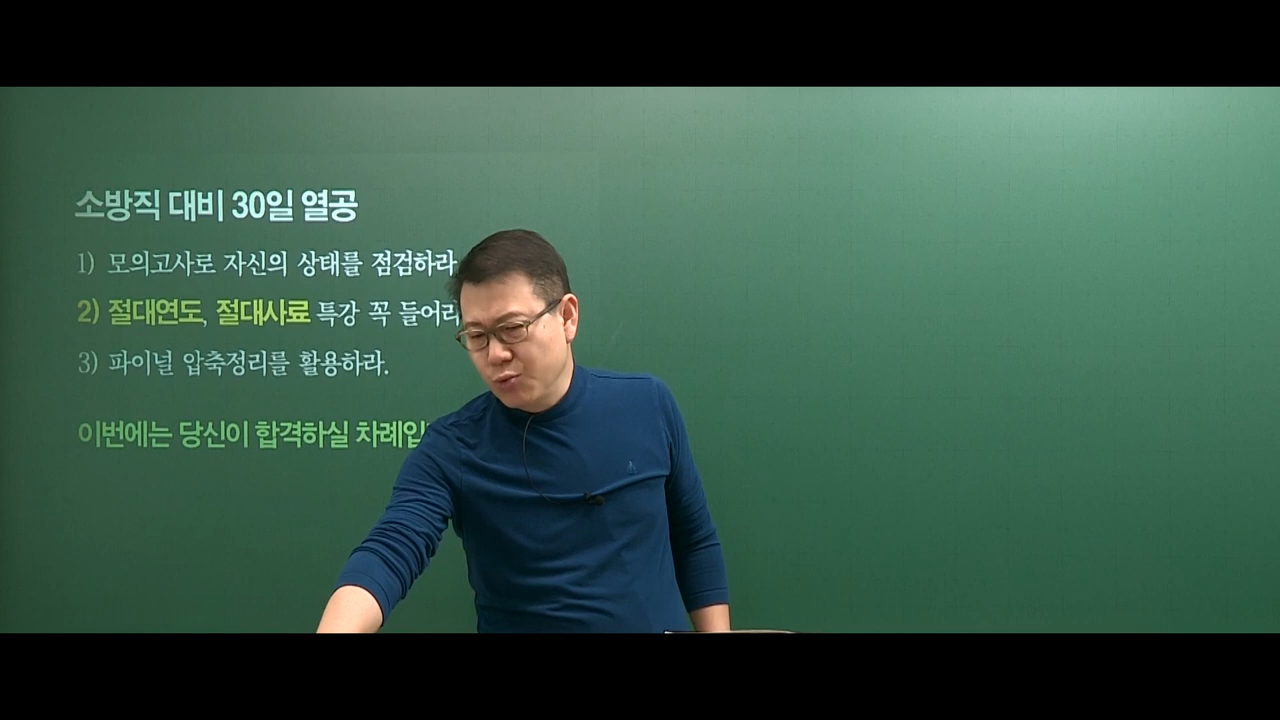 소방직 대비 30일 열공
1) 모의고사로 자신의 상태를 점검하라
2) 절대연도, 절대사료 특강 꼭 들어라
3) 파이널 압축정리를 활용하라.
이번에는 당신이 합격하실